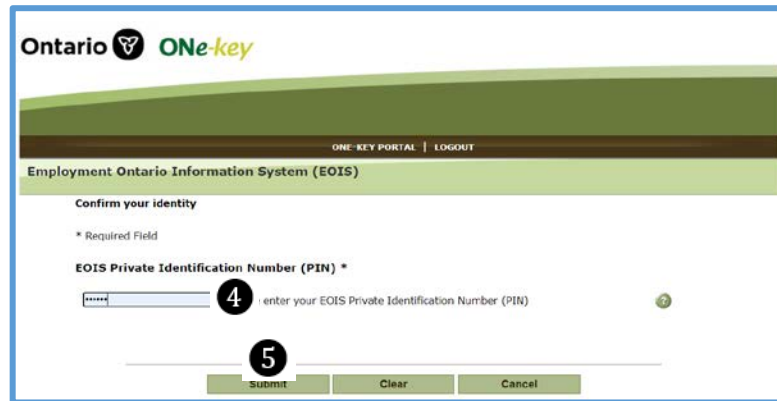 Ontario ONe-key
ONE-KEY PORTAL | LOGOUT
Employment Ontario Information System (EOIS)
Confirm your identity
* Required Field
EOIS Private Identification Number (PIN) *
•••••• 4 enter your EOIS Private Identification Number (PIN) ?
5
Submit Clear Cancel